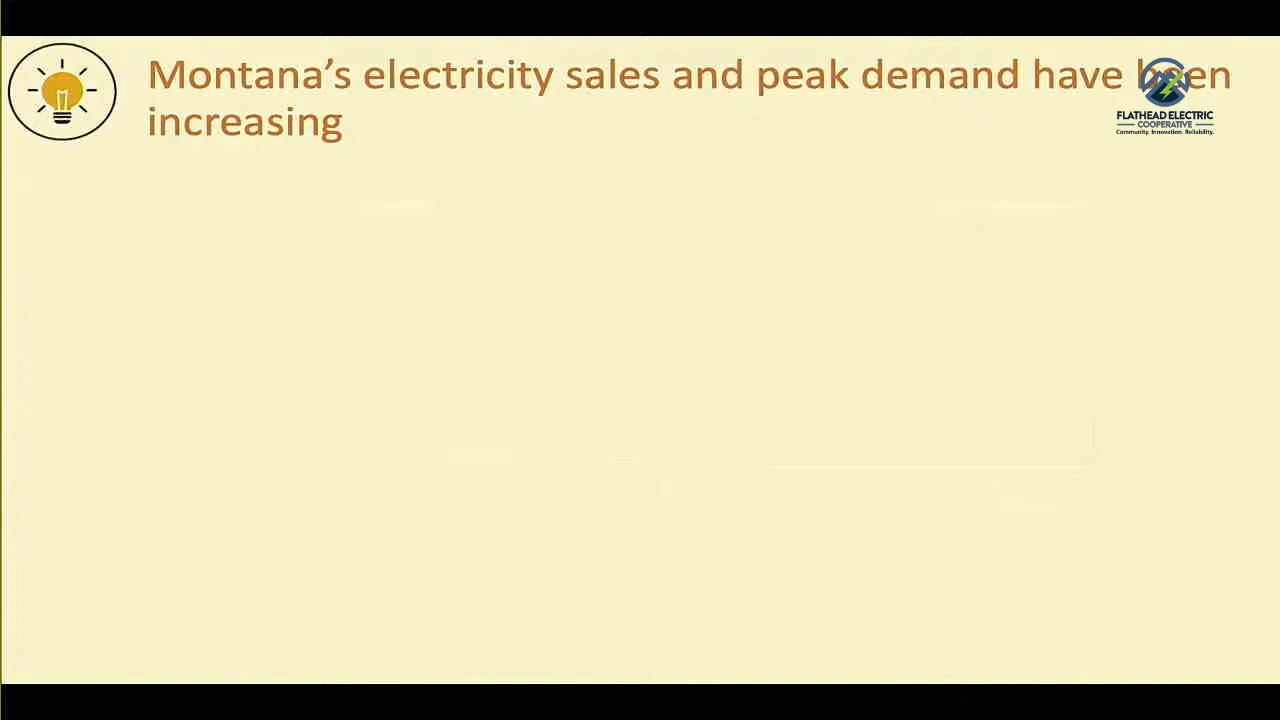 Montana's electricity sales and peak demand have been
increasing
FLATHEAD ELECTRIC
COOPERATIVE
Community. Innovation. Reliability.